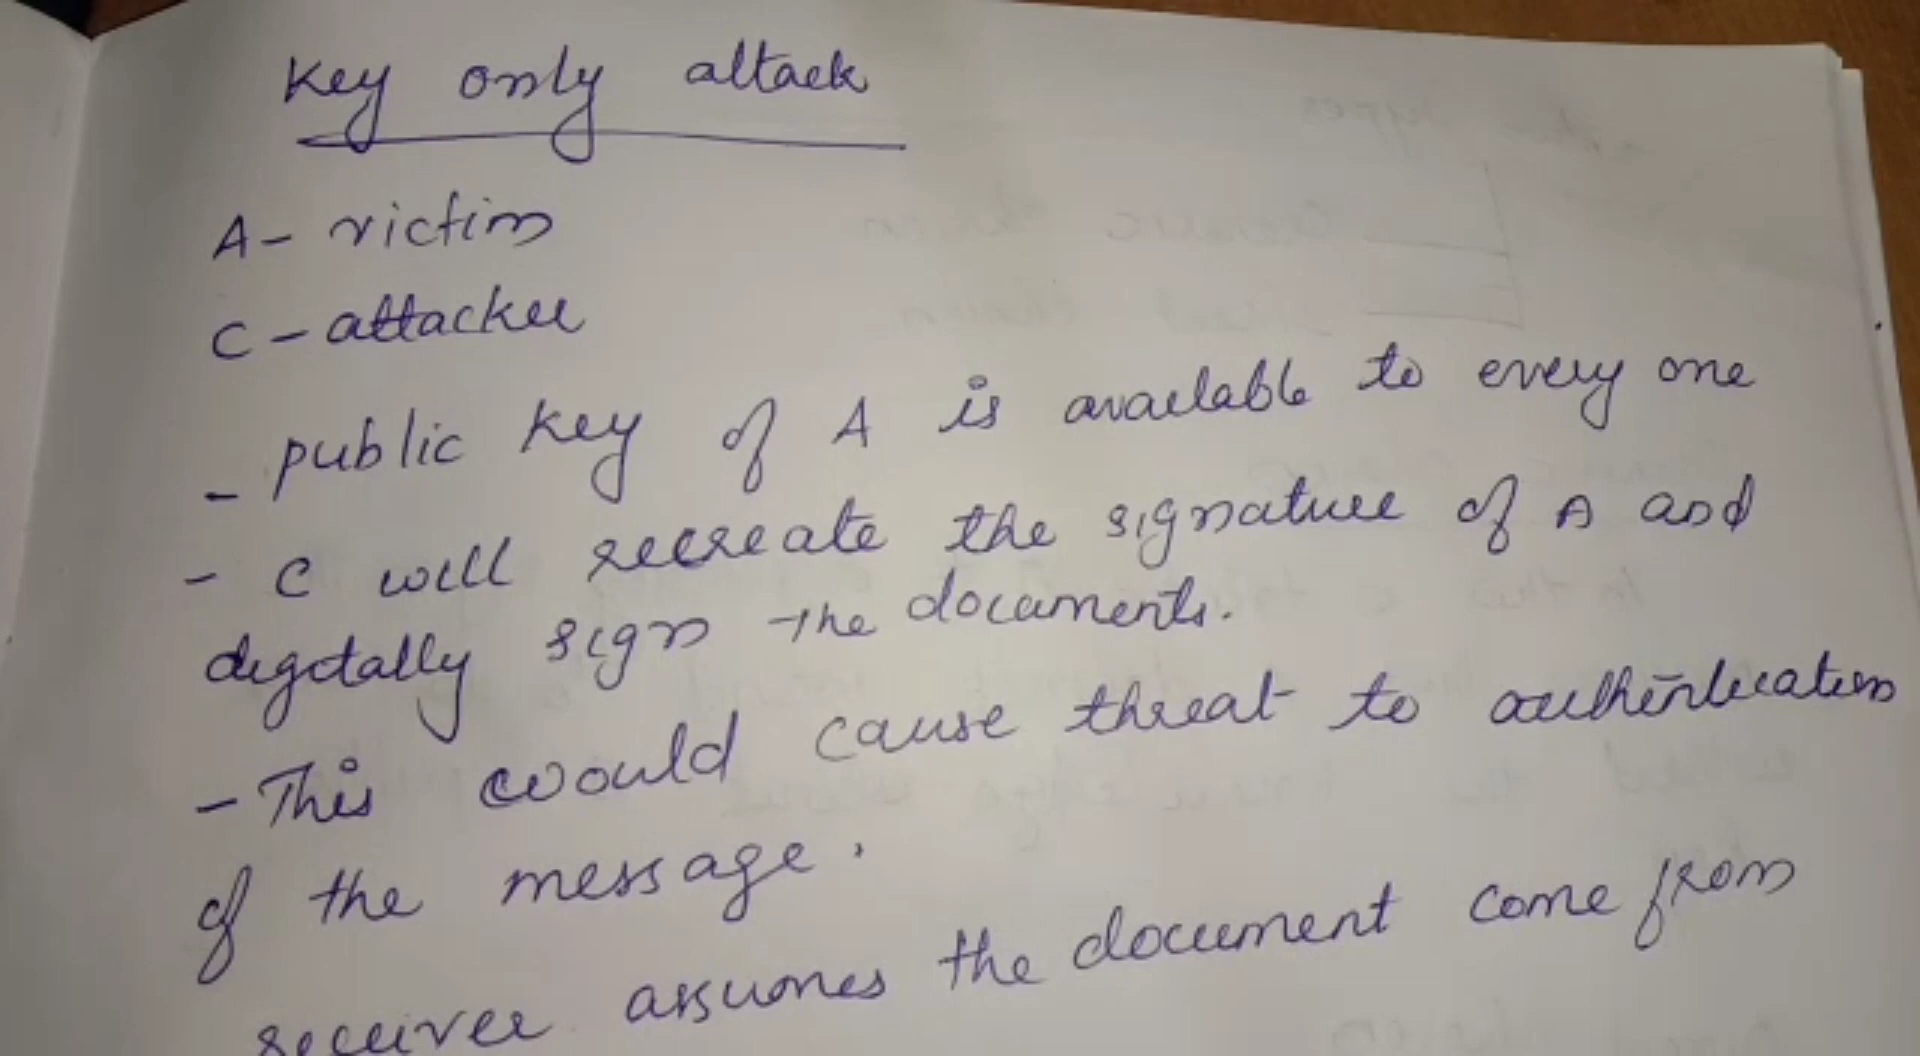 Key only attack
A - victim
C - attacker
- public key of A is available to every one
- C will recreate the signature of A and
digitally sign the documents.
- This would cause threat to authentication
of the message.
receiver assumes the document come from